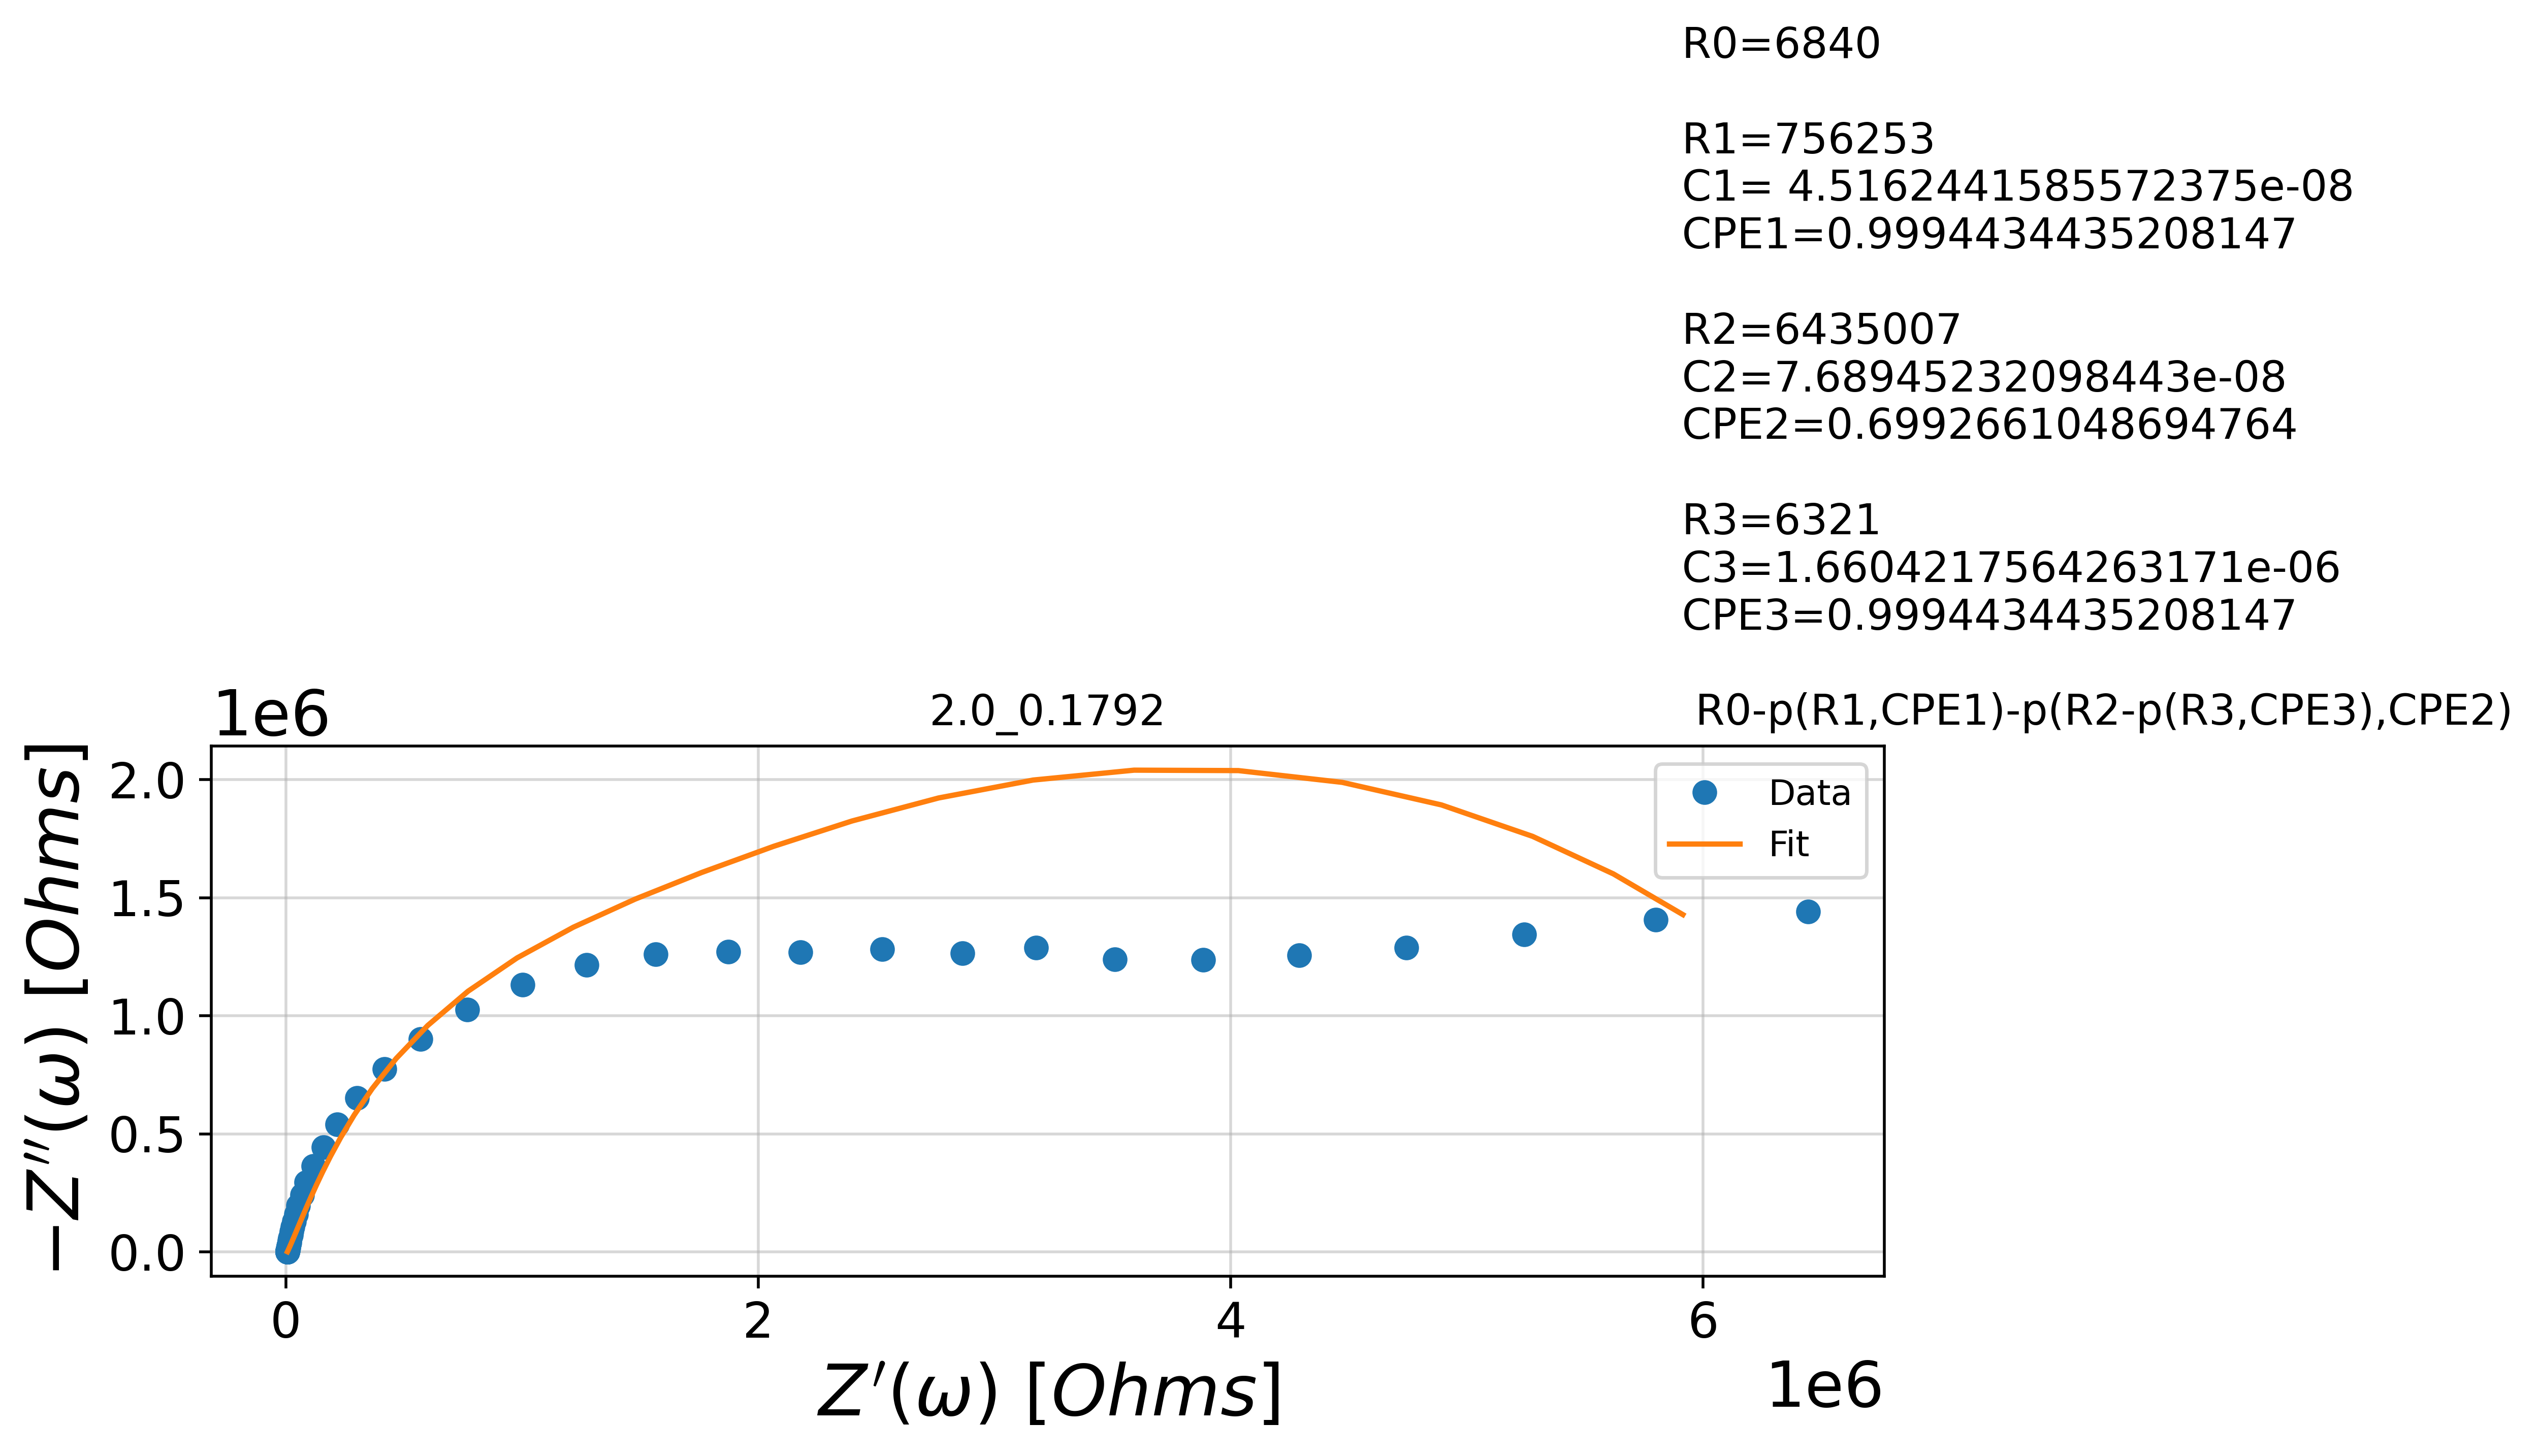 R0=6840
R1=756253
C1= 4.5162441585572375e-08
CPE1=0.9994434435208147
R2=6435007
C2=7.68945232098443e-08
CPE2=0.6992661048694764
R3=6321
C3=1.6604217564263171e-06
CPE3=0.9994434435208147
1e6
2.0_0.1792
R0-p(R1,CPE1)-p(R2-p(R3,CPE3),CPE2)
Data
Fit
2.0
1.5
1.0
0.5
0.0
−Z′′(ω) [Ohms]
0 2 4 6
Z′(ω) [Ohms]
1e6